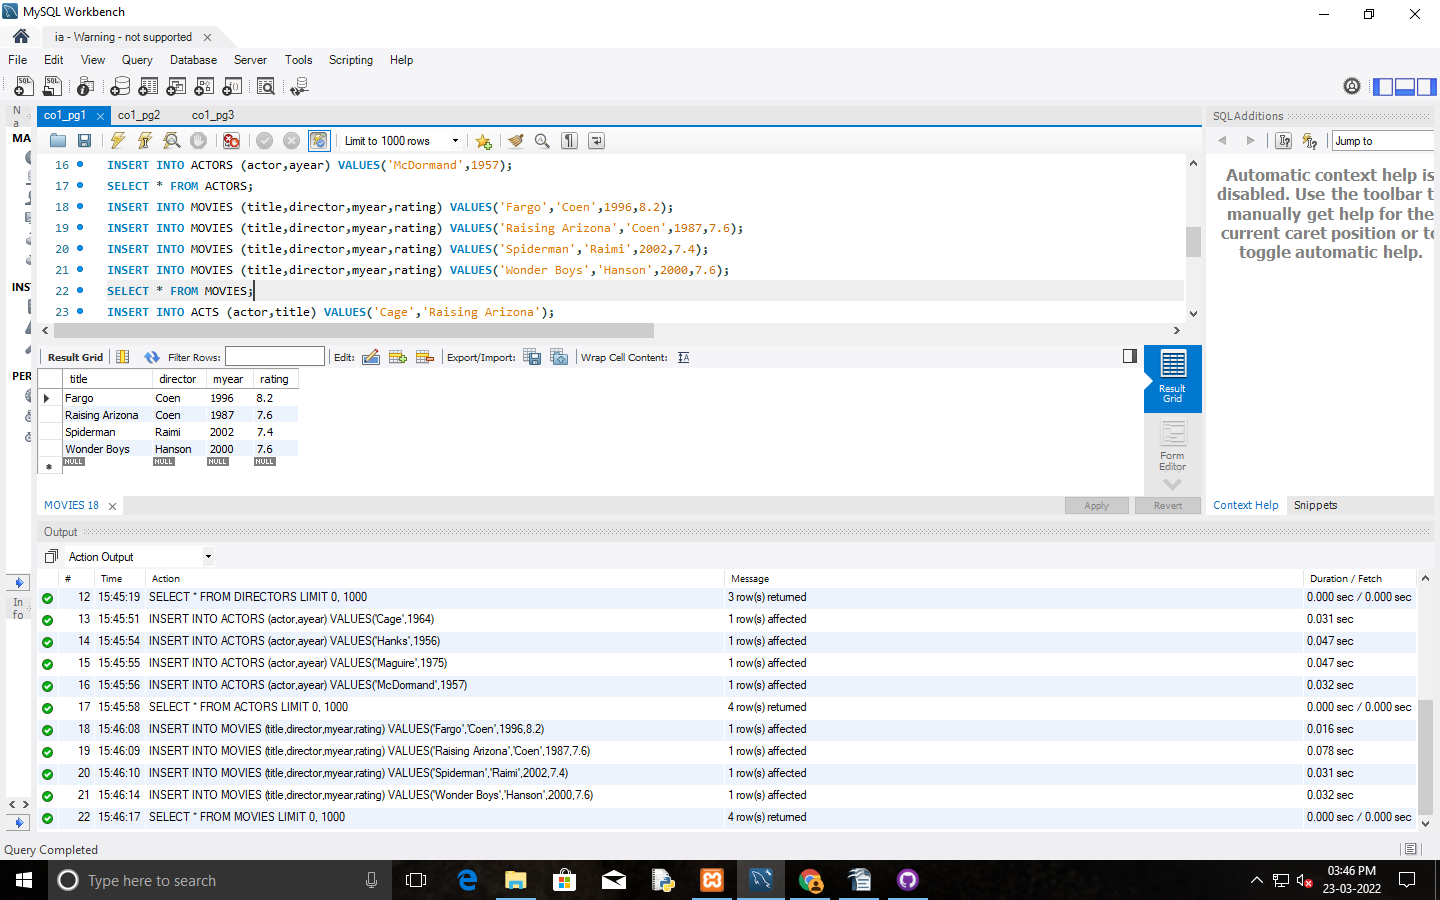 MySQL Workbench
ia - Warning - not supported
File Edit View Query Database Server Tools Scripting Help
N
a
MA
INS
PER
In
fo
co1_pg1 co1_pg2 co1_pg3
Limit to 1000 rows
16 INSERT INTO ACTORS (actor,ayear) VALUES('McDormand',1957);
17 SELECT * FROM ACTORS;
18 INSERT INTO MOVIES (title,director,myear,rating) VALUES('Fargo','Coen',1996,8.2);
19 INSERT INTO MOVIES (title,director,myear,rating) VALUES('Raising Arizona','Coen',1987,7.6);
20 INSERT INTO MOVIES (title,director,myear,rating) VALUES('Spiderman','Raimi',2002,7.4);
21 INSERT INTO MOVIES (title,director,myear,rating) VALUES('Wonder Boys','Hanson',2000,7.6);
22 SELECT * FROM MOVIES;
23 INSERT INTO ACTS (actor,title) VALUES('Cage','Raising Arizona');
Result Grid Filter Rows: Edit: Export/Import: Wrap Cell Content:
title director myear rating
Fargo Coen 1996 8.2
Raising Arizona Coen 1987 7.6
Spiderman Raimi 2002 7.4
Wonder Boys Hanson 2000 7.6
NULL NULL NULL NULL
Result
Grid
Form
Editor
MOVIES 18
Apply Revert
SQLAdditions
Jump to
Automatic context help is
disabled. Use the toolbar t
manually get help for the
current caret position or to
toggle automatic help.
Context Help Snippets
Output
Action Output
# Time Action Message Duration / Fetch
12 15:45:19 SELECT * FROM DIRECTORS LIMIT 0, 1000 3 row(s) returned 0.000 sec / 0.000 sec
13 15:45:51 INSERT INTO ACTORS (actor,ayear) VALUES('Cage',1964) 1 row(s) affected 0.031 sec
14 15:45:54 INSERT INTO ACTORS (actor,ayear) VALUES('Hanks',1956) 1 row(s) affected 0.047 sec
15 15:45:55 INSERT INTO ACTORS (actor,ayear) VALUES('Maguire',1975) 1 row(s) affected 0.047 sec
16 15:45:56 INSERT INTO ACTORS (actor,ayear) VALUES('McDormand',1957) 1 row(s) affected 0.032 sec
17 15:45:58 SELECT * FROM ACTORS LIMIT 0, 1000 4 row(s) returned 0.000 sec / 0.000 sec
18 15:46:08 INSERT INTO MOVIES (title,director,myear,rating) VALUES('Fargo','Coen',1996,8.2) 1 row(s) affected 0.016 sec
19 15:46:09 INSERT INTO MOVIES (title,director,myear,rating) VALUES('Raising Arizona','Coen',1987,7.6) 1 row(s) affected 0.078 sec
20 15:46:10 INSERT INTO MOVIES (title,director,myear,rating) VALUES('Spiderman','Raimi',2002,7.4) 1 row(s) affected 0.031 sec
21 15:46:14 INSERT INTO MOVIES (title,director,myear,rating) VALUES('Wonder Boys','Hanson',2000,7.6) 1 row(s) affected 0.032 sec
22 15:46:17 SELECT * FROM MOVIES LIMIT 0, 1000 4 row(s) returned 0.000 sec / 0.000 sec
Query Completed
Type here to search
03:46 PM
23-03-2022